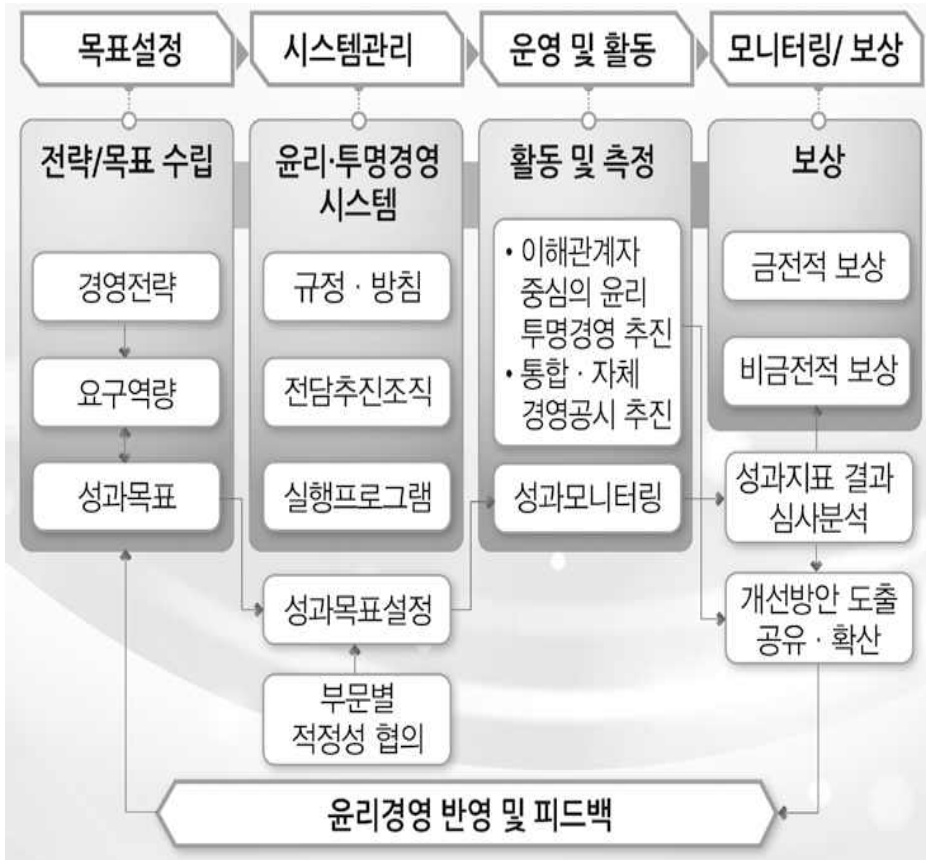 목표설정
시스템관리
운영 및 활동
모니터링/ 보상
전략/목표 수립
경영전략
요구역량
성과목표
윤리·투명경영
시스템
규정 · 방침
전담추진조직
실행프로그램
성과목표설정
부문별
적정성 협의
활동 및 측정
• 이해관계자
중심의 윤리
투명경영 추진
• 통합 · 자체
경영공시 추진
성과모니터링
보상
금전적 보상
비금전적 보상
성과지표 결과
심사분석
개선방안 도출
공유 · 확산
윤리경영 반영 및 피드백